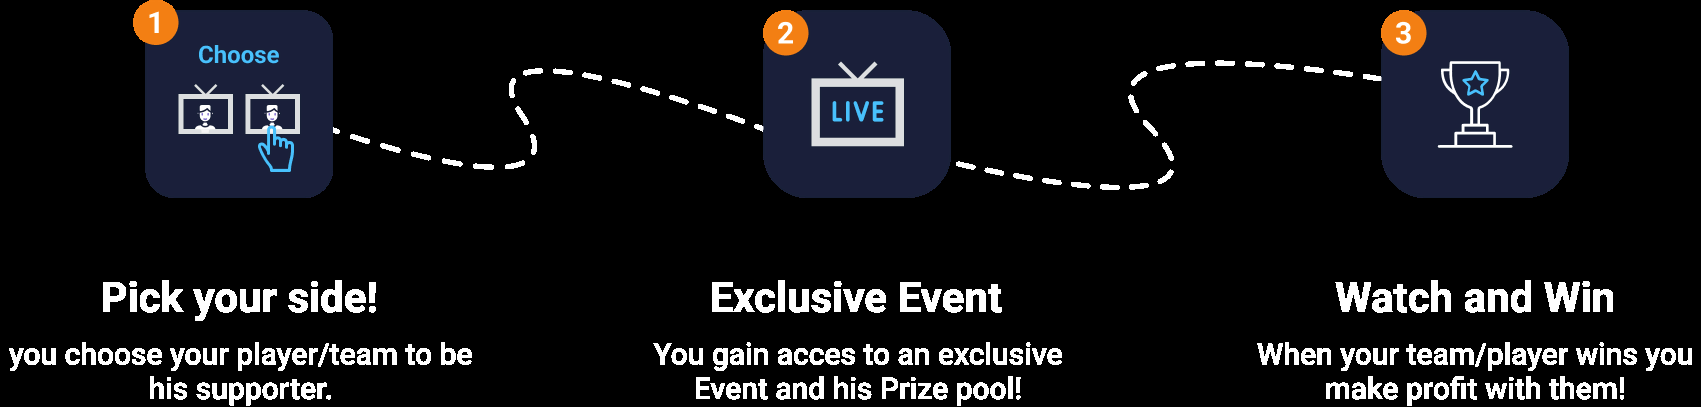 1
Choose
2
LIVE
3
Pick your side!
you choose your player/team to be
his supporter.
Exclusive Event
You gain acces to an exclusive
Event and his Prize pool!
Watch and Win
When your team/player wins you
make profit with them!